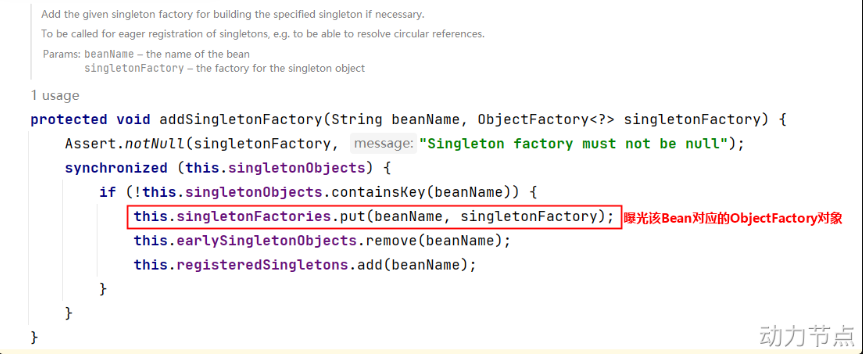 Add the given singleton factory for building the specified singleton if necessary.
To be called for eager registration of singletons, e.g. to be able to resolve circular references.
Params: beanName – the name of the bean
singletonFactory – the factory for the singleton object
1 usage
protected void addSingletonFactory(String beanName, ObjectFactory<?> singletonFactory) {
Assert.notNull(singletonFactory, message: "Singleton factory must not be null");
synchronized (this.singletonObjects) {
if (!this.singletonObjects.containsKey(beanName)) {
this.singletonFactories.put(beanName, singletonFactory); 曝光该Bean对应的ObjectFactory对象
this.earlySingletonObjects.remove(beanName);
this.registeredSingletons.add(beanName);
}
}
}
动力节点